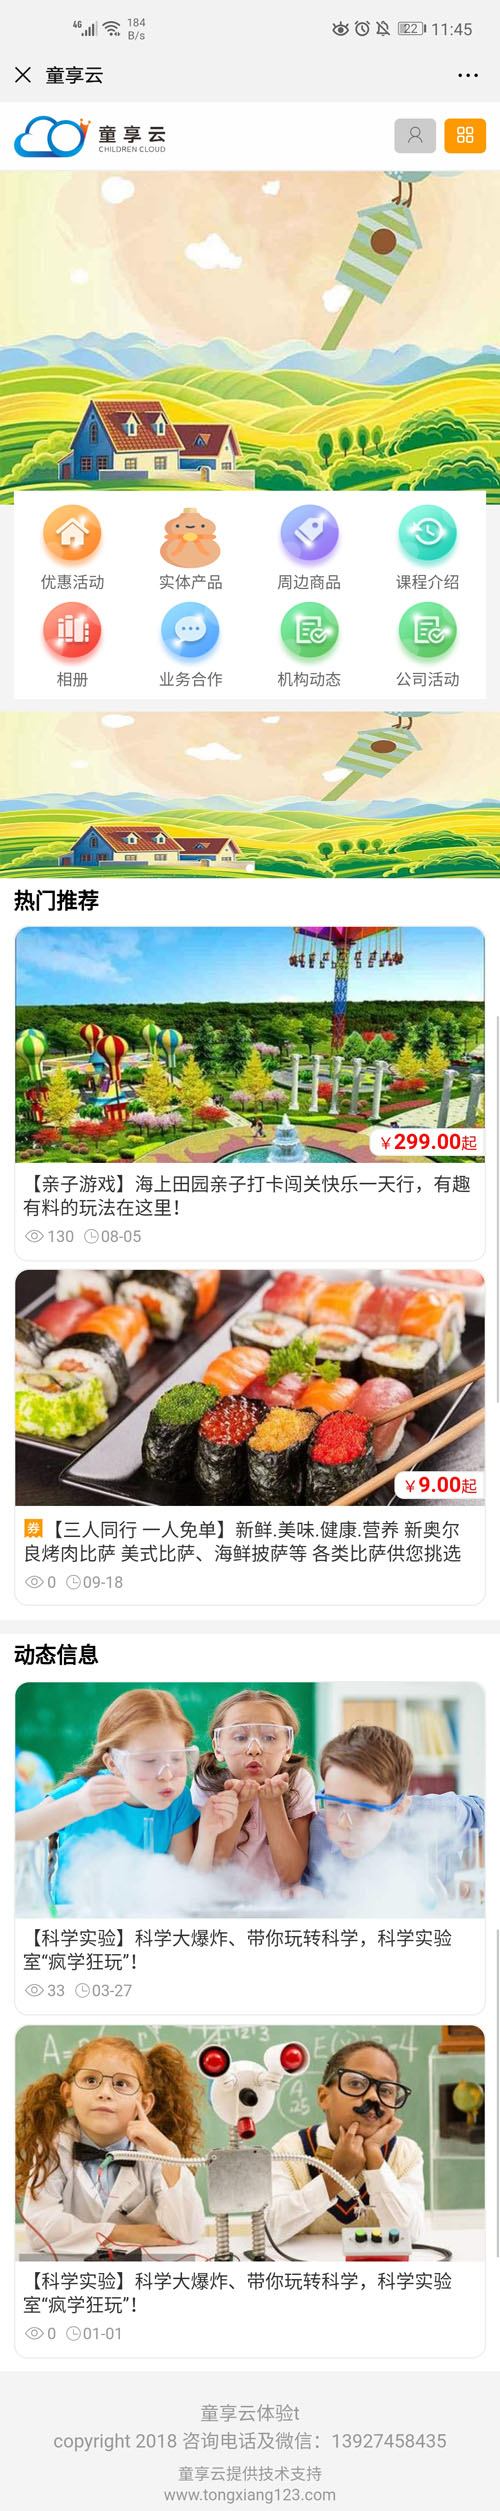 4G 184 B/s 22 11:45
童享云
童享云
CHILDREN CLOUD
优惠活动 实体产品 周边商品 课程介绍
相册 业务合作 机构动态 公司活动
热门推荐
¥299.00起
【亲子游戏】海上田园亲子打卡闯关快乐一天行，有趣
有料的玩法在这里！
130 08-05
¥9.00起
券【三人同行 一人免单】新鲜.美味.健康.营养 新奥尔
良烤肉比萨 美式比萨、海鲜披萨等 各类比萨供您挑选
0 09-18
动态信息
【科学实验】科学大爆炸、带你玩转科学，科学实验
室“疯学狂玩”！
33 03-27
【科学实验】科学大爆炸、带你玩转科学，科学实验
室“疯学狂玩”！
0 01-01
童享云体验t
copyright 2018 咨询电话及微信：13927458435
童享云提供技术支持
www.tongxiang123.com